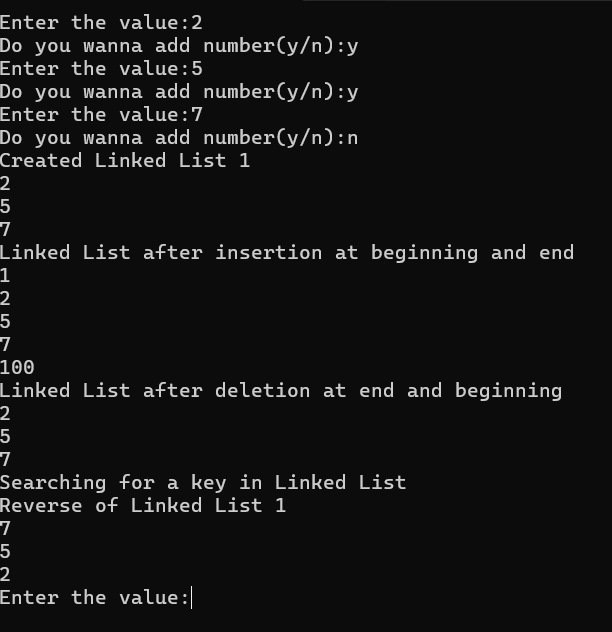 Enter the value:2
Do you wanna add number(y/n):y
Enter the value:5
Do you wanna add number(y/n):y
Enter the value:7
Do you wanna add number(y/n):n
Created Linked List 1
2
5
7
Linked List after insertion at beginning and end
1
2
5
7
100
Linked List after deletion at end and beginning
2
5
7
Searching for a key in Linked List
Reverse of Linked List 1
7
5
2
Enter the value: